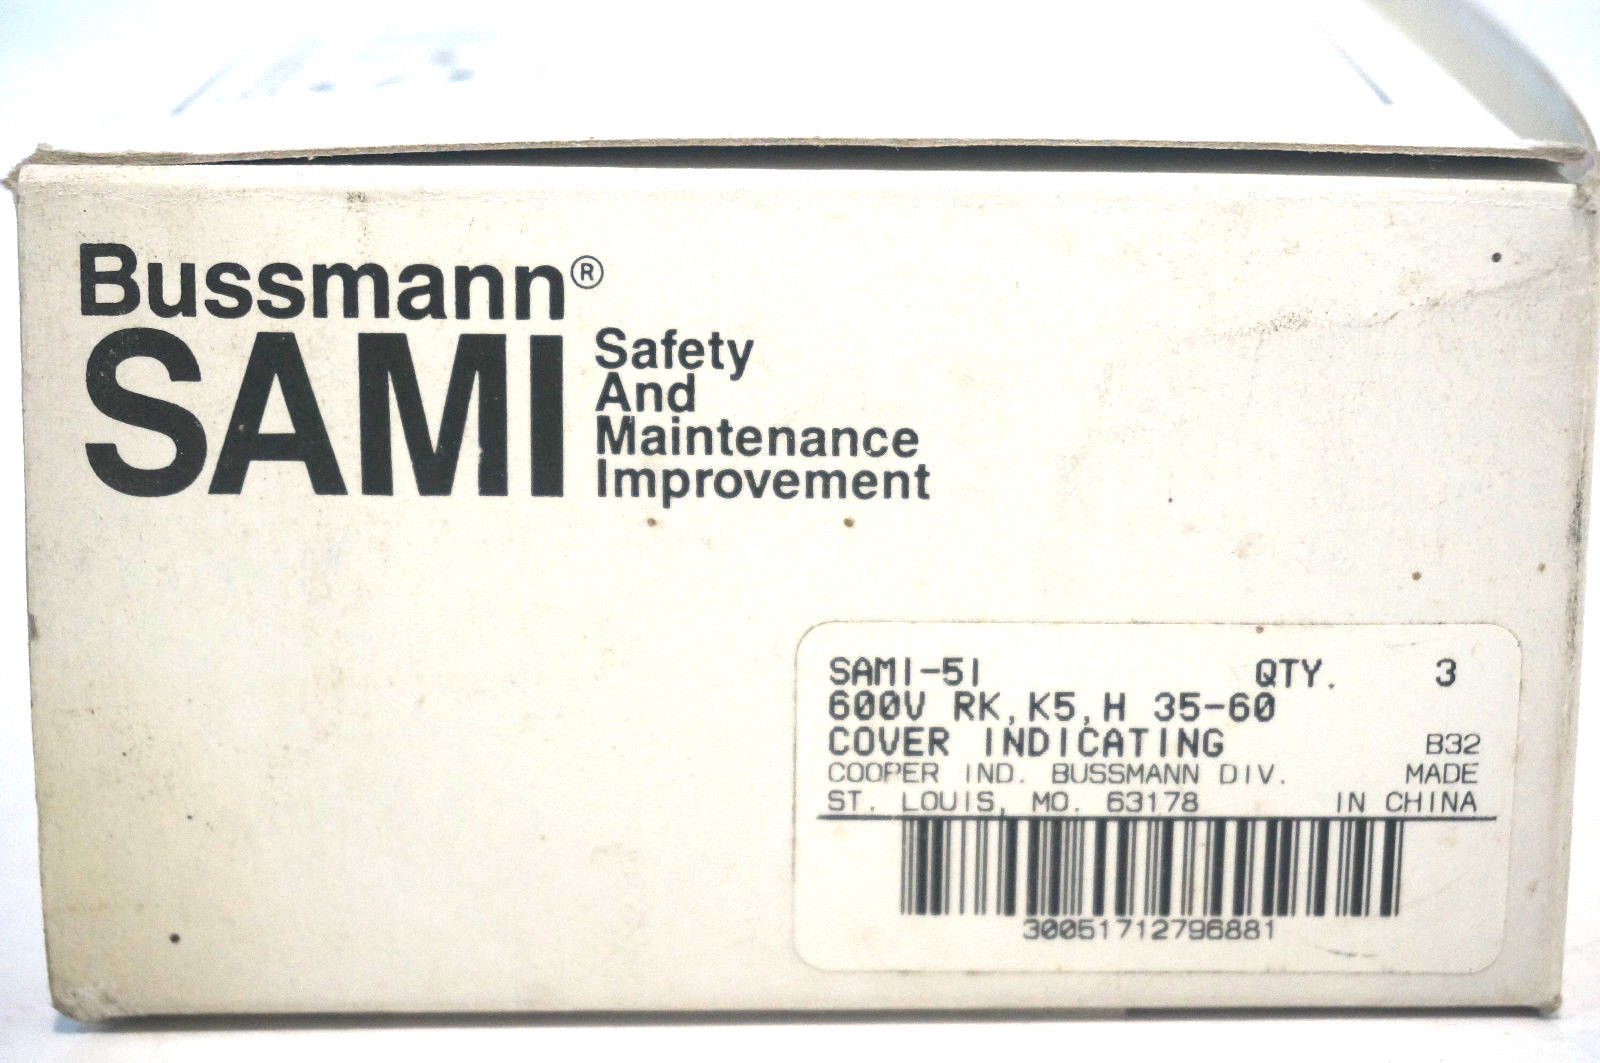 Bussmann®
SAMI
Safety
And
Maintenance
Improvement
SAMI-5I QTY. 3
600V RK,K5,H 35-60
COVER INDICATING B32
COOPER IND. BUSSMANN DIV. MADE
ST. LOUIS, MO. 63178 IN CHINA
30051712796881